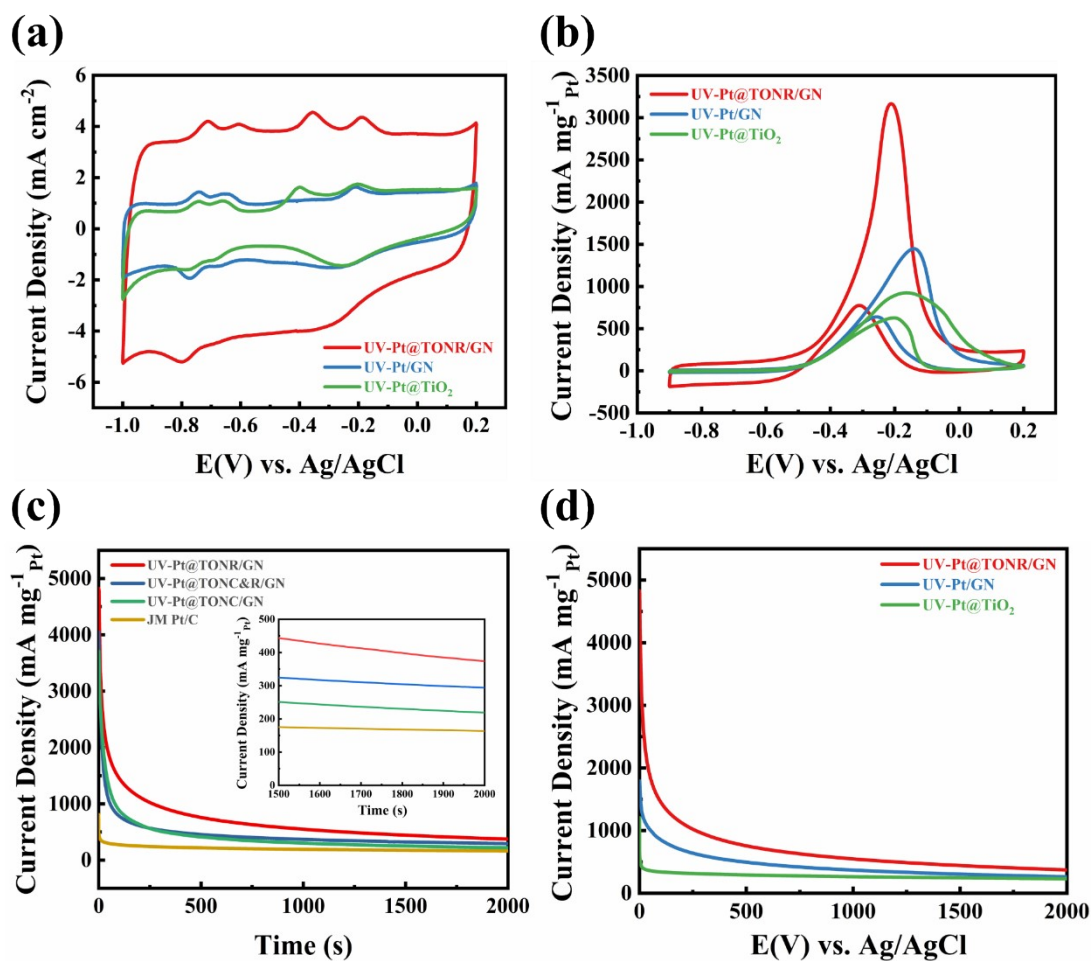 (a)
Current Density (mA cm⁻²)
6
4
2
0
-2
-4
-6
-1.0 -0.8 -0.6 -0.4 -0.2 0.0 0.2
E(V) vs. Ag/AgCl
UV-Pt@TONR/GN
UV-Pt/GN
UV-Pt@TiO₂
(b)
Current Density (mA mg⁻¹Pt)
3500
3000
2500
2000
1500
1000
500
0
-500
-1.0 -0.8 -0.6 -0.4 -0.2 0.0 0.2
E(V) vs. Ag/AgCl
UV-Pt@TONR/GN
UV-Pt/GN
UV-Pt@TiO₂
(c)
Current Density (mA mg⁻¹Pt)
5000
4000
3000
2000
1000
0
0 500 1000 1500 2000
Time (s)
UV-Pt@TONR/GN
UV-Pt@TONC&R/GN
UV-Pt@TONC/GN
JM Pt/C
Current Density (mA mg⁻¹Pt)
450
400
300
200
100
0
1500 1600 1700 1800 1900 2000
Time (s)
(d)
Current Density (mA mg⁻¹Pt)
5000
4000
3000
2000
1000
0
0 500 1000 1500 2000
E(V) vs. Ag/AgCl
UV-Pt@TONR/GN
UV-Pt/GN
UV-Pt@TiO₂